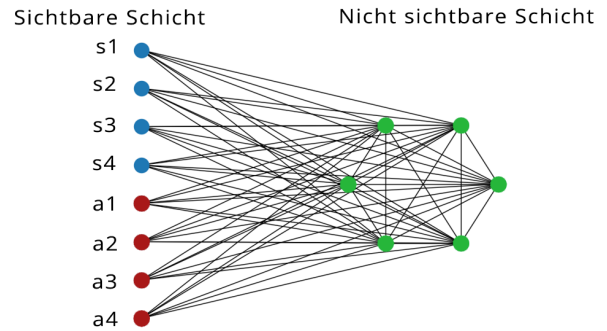 Sichtbare Schicht
Nicht sichtbare Schicht
s1
s2
s3
s4
a1
a2
a3
a4